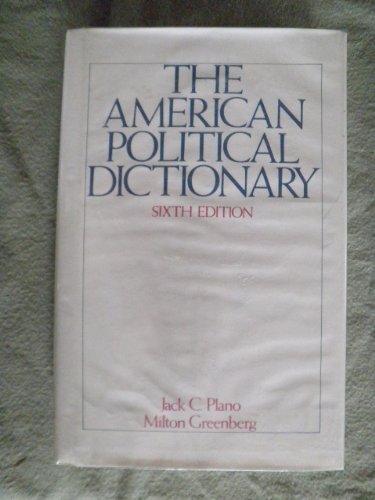 THE
AMERICAN
POLITICAL
DICTIONARY
SIXTH EDITION
Jack C. Plano
Milton Greenberg